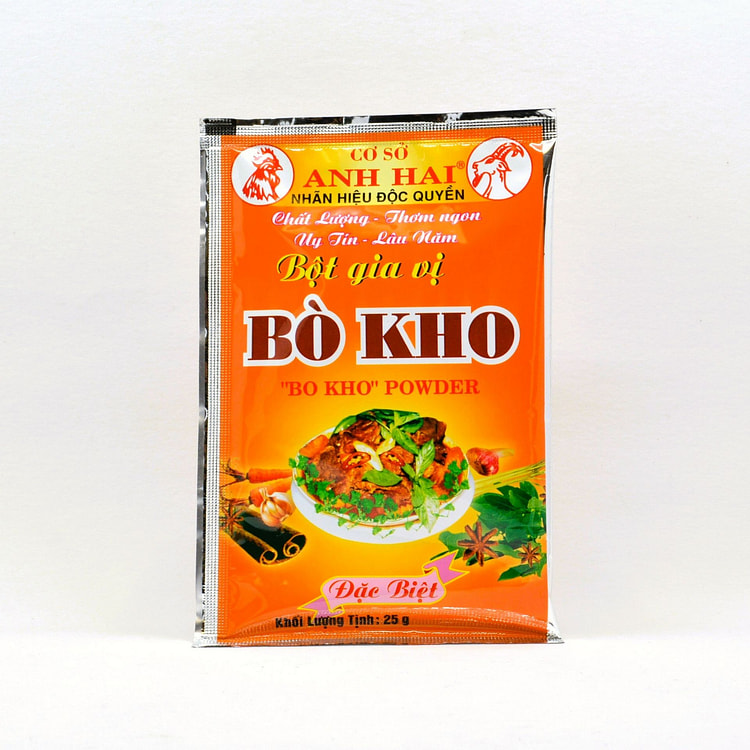 CƠ SỞ
ANH HAI®
NHÃN HIỆU ĐỘC QUYỀN
Chất Lượng - Thơm ngon
Uy Tín - Lâu Năm
Bột gia vị
BÒ KHO
"BO KHO" POWDER
Đặc Biệt
Khối Lượng Tịnh: 25 g